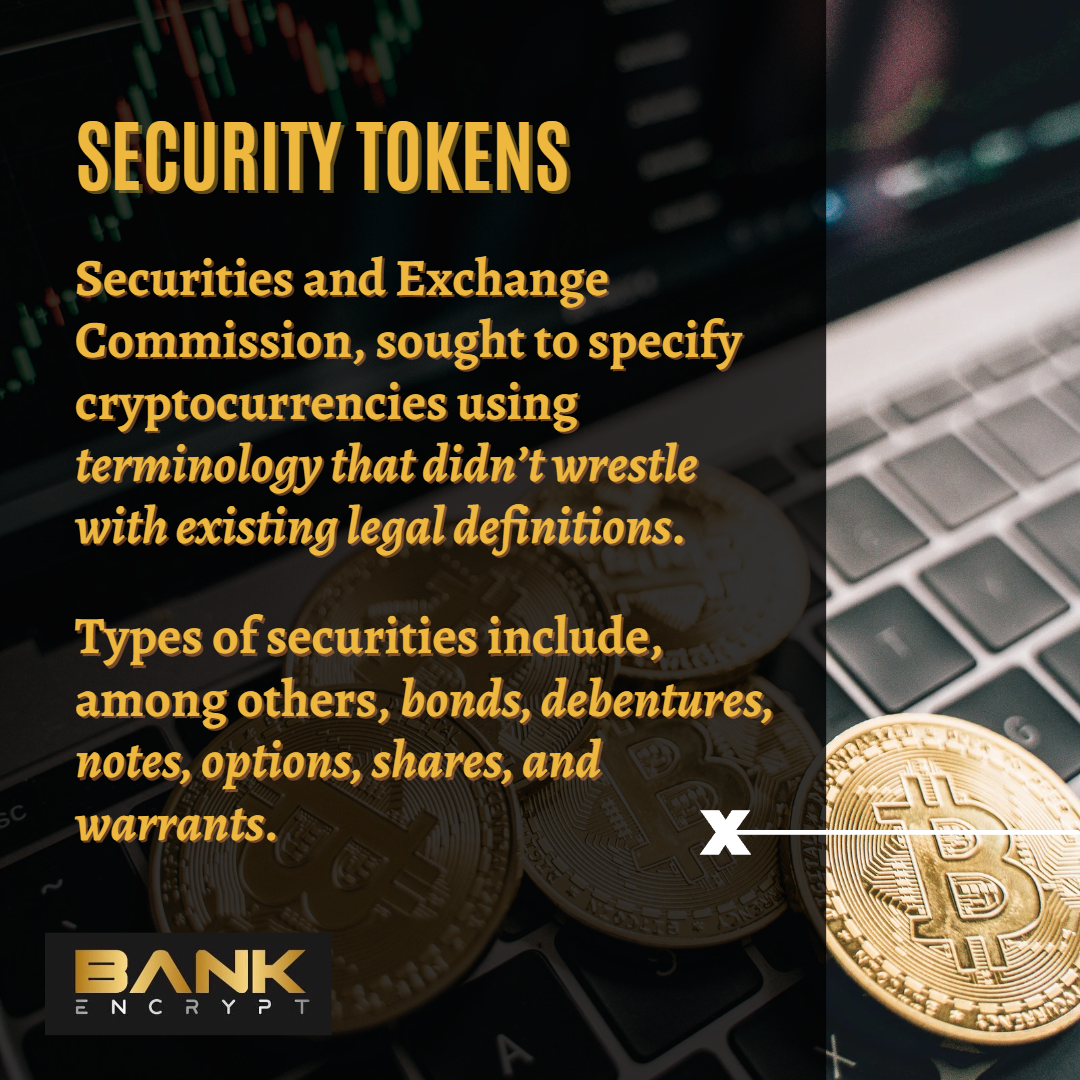 SECURITY TOKENS
Securities and Exchange
Commission, sought to specify
cryptocurrencies using
terminology that didn't wrestle
with existing legal definitions.
Types of securities include,
among others, bonds, debentures,
notes, options, shares, and
warrants.
X
BANK
ENCRYPT
A
G
T
X
SC
~